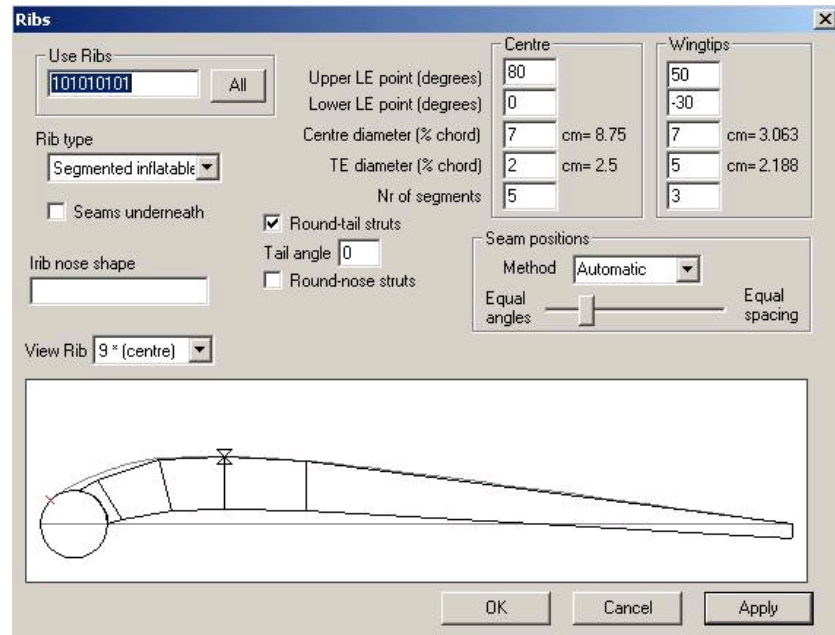 Ribs
Use Ribs
101010101
All
Rib type
Segmented inflatable
Seams underneath
Irib nose shape
Centre
Wingtips
Upper LE point (degrees) 80 50
Lower LE point (degrees) 0 -30
Centre diameter (% chord) 7 cm= 8.75 7 cm= 3.063
TE diameter (% chord) 2 cm= 2.5 5 cm= 2.188
Nr of segments 5 3
Round-tail struts
Tail angle 0
Round-nose struts
Seam positions
Method Automatic
Equal angles
Equal spacing
View Rib 9 * (centre)
OK
Cancel
Apply